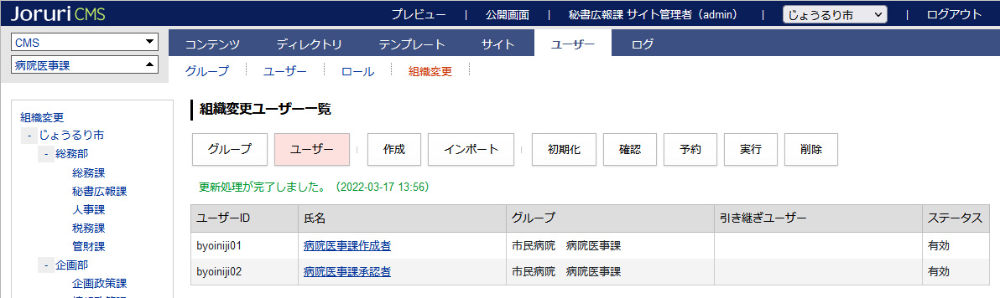 Joruri CMS プレビュー | 公開画面 | 秘書広報課 サイト管理者（admin） | じょうるり市 | ログアウト
CMS
病院医事課
コンテンツ ディレクトリ テンプレート サイト ユーザー ログ
グループ ユーザー ロール 組織変更
組織変更
- じょうるり市
- 総務部
総務課
秘書広報課
人事課
税務課
管財課
- 企画部
企画政策課
組織変更ユーザー一覧
グループ ユーザー 作成 インポート 初期化 確認 予約 実行 削除
更新処理が完了しました。（2022-03-17 13:56）
ユーザーID 氏名 グループ 引き継ぎユーザー ステータス
byoiniji01 病院医事課作成者 市民病院　病院医事課 有効
byoiniji02 病院医事課承認者 市民病院　病院医事課 有効